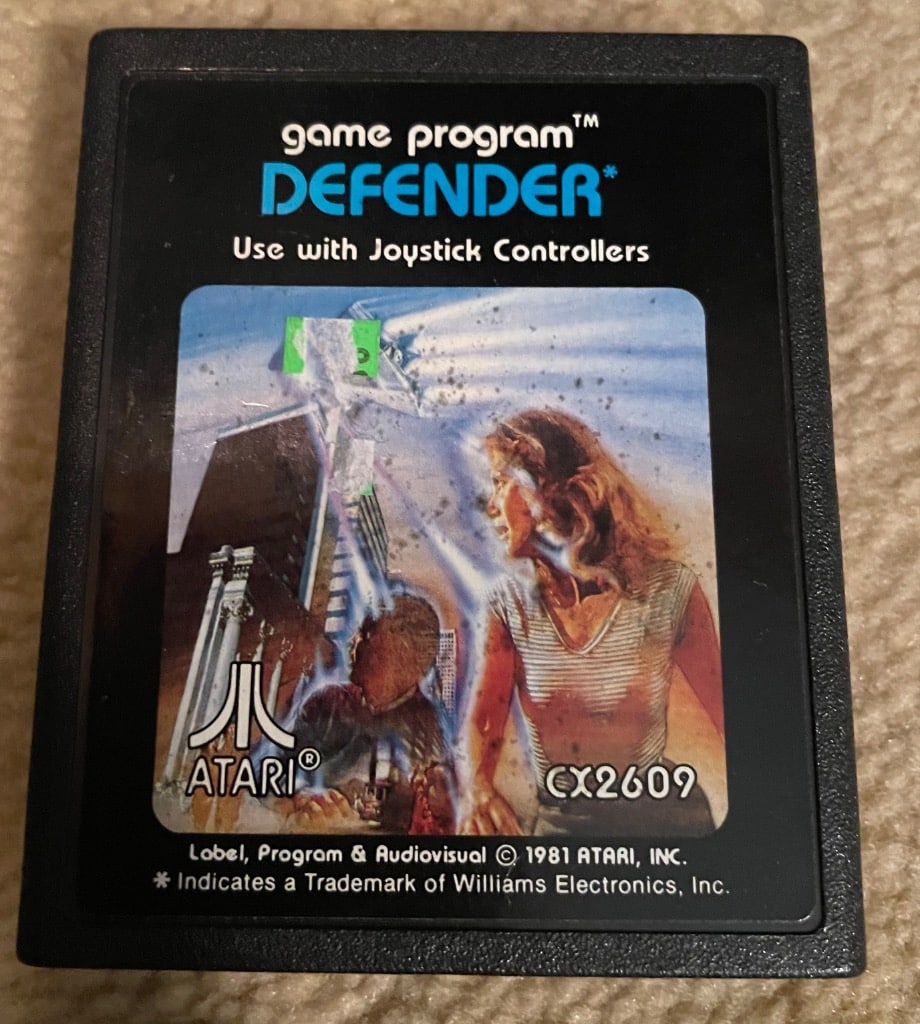 game program™
DEFENDER*
Use with Joystick Controllers
ATARI®
CX2609
Label, Program & Audiovisual © 1981 ATARI, INC.
* Indicates a Trademark of Williams Electronics, Inc.